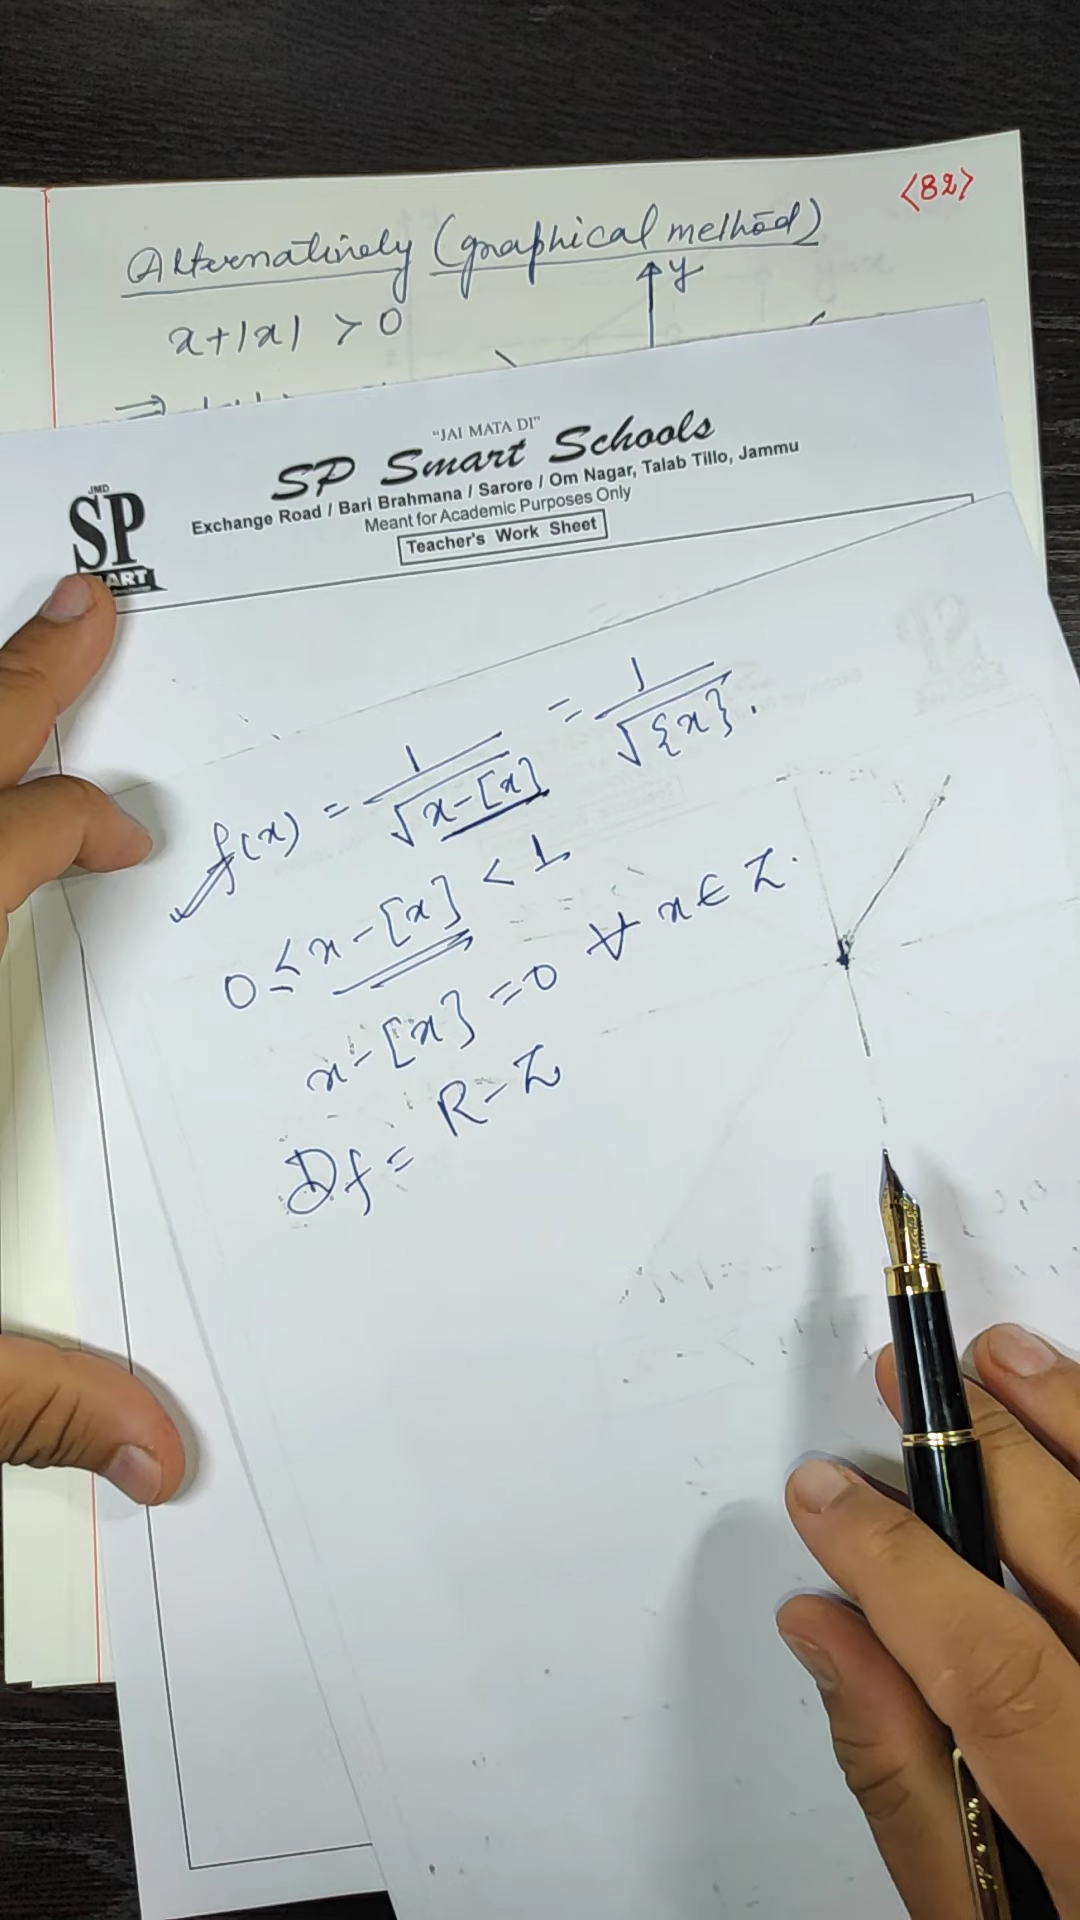 <82>
Alternatively (graphical method)
y
x+|x| > 0
⇒
"JAI MATA DI"
SP Smart Schools
Exchange Road / Bari Brahmana / Sarore / Om Nagar, Talab Tillo, Jammu
Meant for Academic Purposes Only
Teacher's Work Sheet
JMD
SP
f(x) = 1/√(x-[x]) = 1/√{x}.
0 ≤ x-[x] < 1
x-[x] = 0 ∀ x ∈ Z.
Df = R-Z